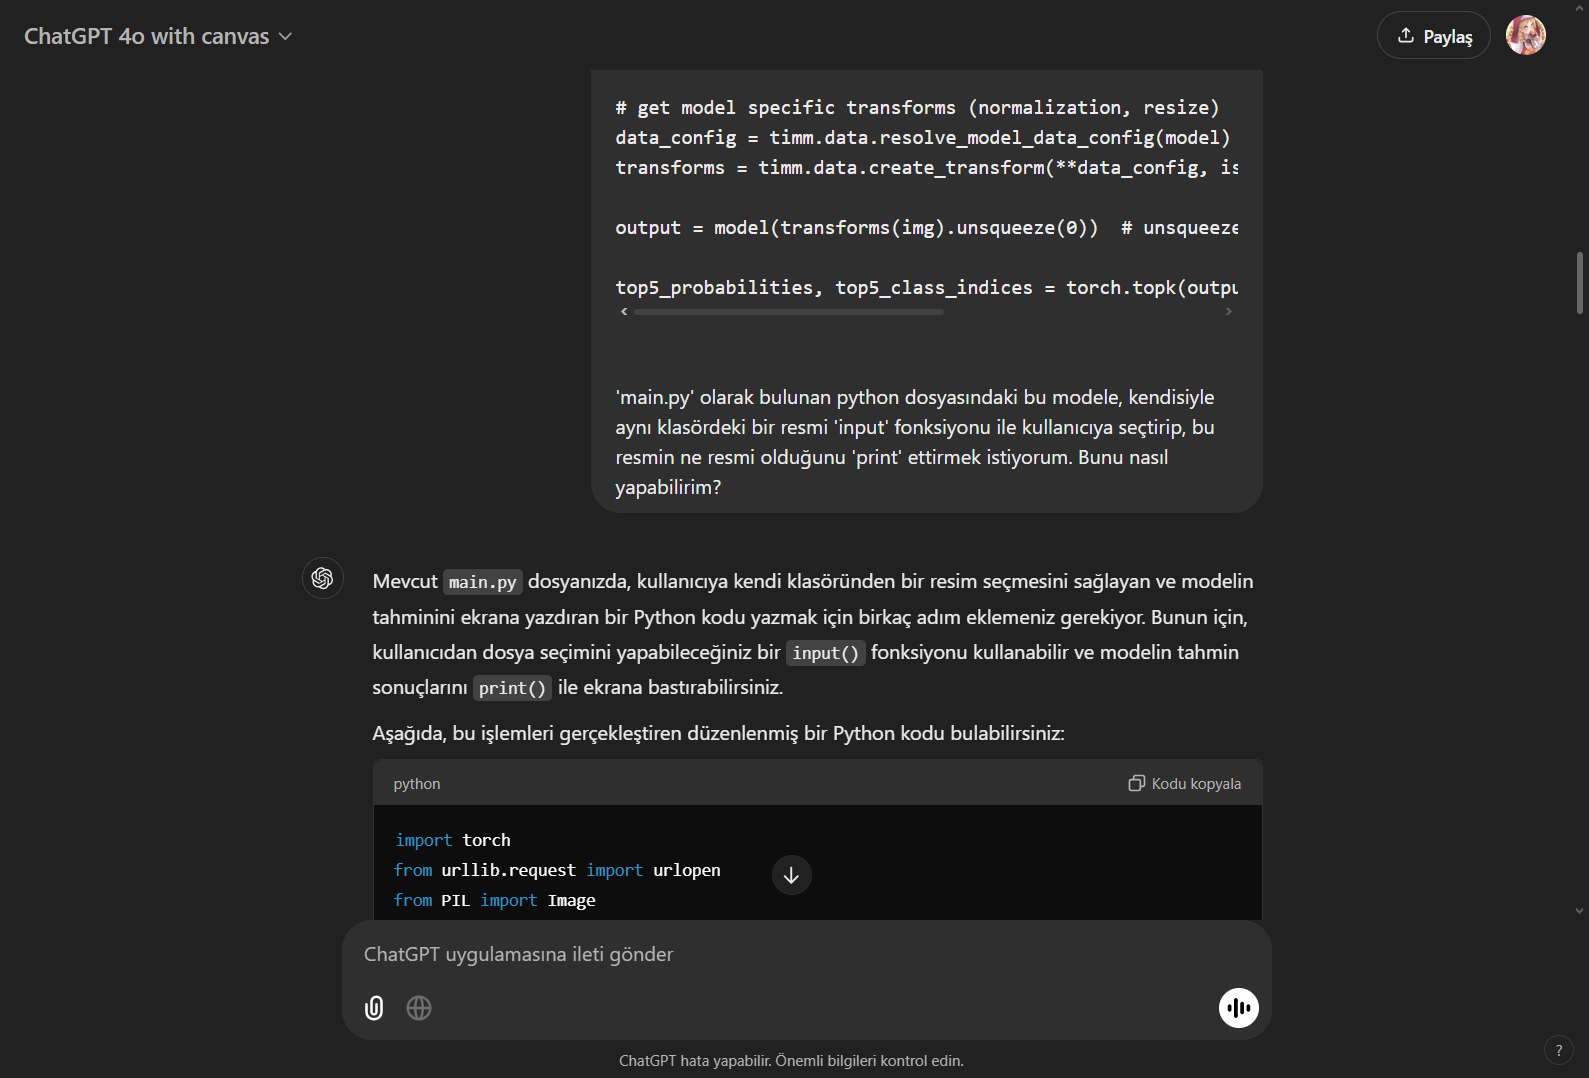 ChatGPT 4o with canvas
Paylaş
# get model specific transforms (normalization, resize)
data_config = timm.data.resolve_model_data_config(model)
transforms = timm.data.create_transform(**data_config, is
output = model(transforms(img).unsqueeze(0))  # unsqueeze
top5_probabilities, top5_class_indices = torch.topk(outpu
'main.py' olarak bulunan python dosyasındaki bu modele, kendisiyle
aynı klasördeki bir resmi 'input' fonksiyonu ile kullanıcıya seçtirip, bu
resmin ne resmi olduğunu 'print' ettirmek istiyorum. Bunu nasıl
yapabilirim?
Mevcut main.py dosyanızda, kullanıcıya kendi klasöründen bir resim seçmesini sağlayan ve modelin
tahminini ekrana yazdıran bir Python kodu yazmak için birkaç adım eklemeniz gerekiyor. Bunun için,
kullanıcıdan dosya seçimini yapabileceğiniz bir input() fonksiyonu kullanabilir ve modelin tahmin
sonuçlarını print() ile ekrana bastırabilirsiniz.
Aşağıda, bu işlemleri gerçekleştiren düzenlenmiş bir Python kodu bulabilirsiniz:
python
Kodu kopyala
import torch
from urllib.request import urlopen
from PIL import Image
ChatGPT uygulamasına ileti gönder
ChatGPT hata yapabilir. Önemli bilgileri kontrol edin.
?